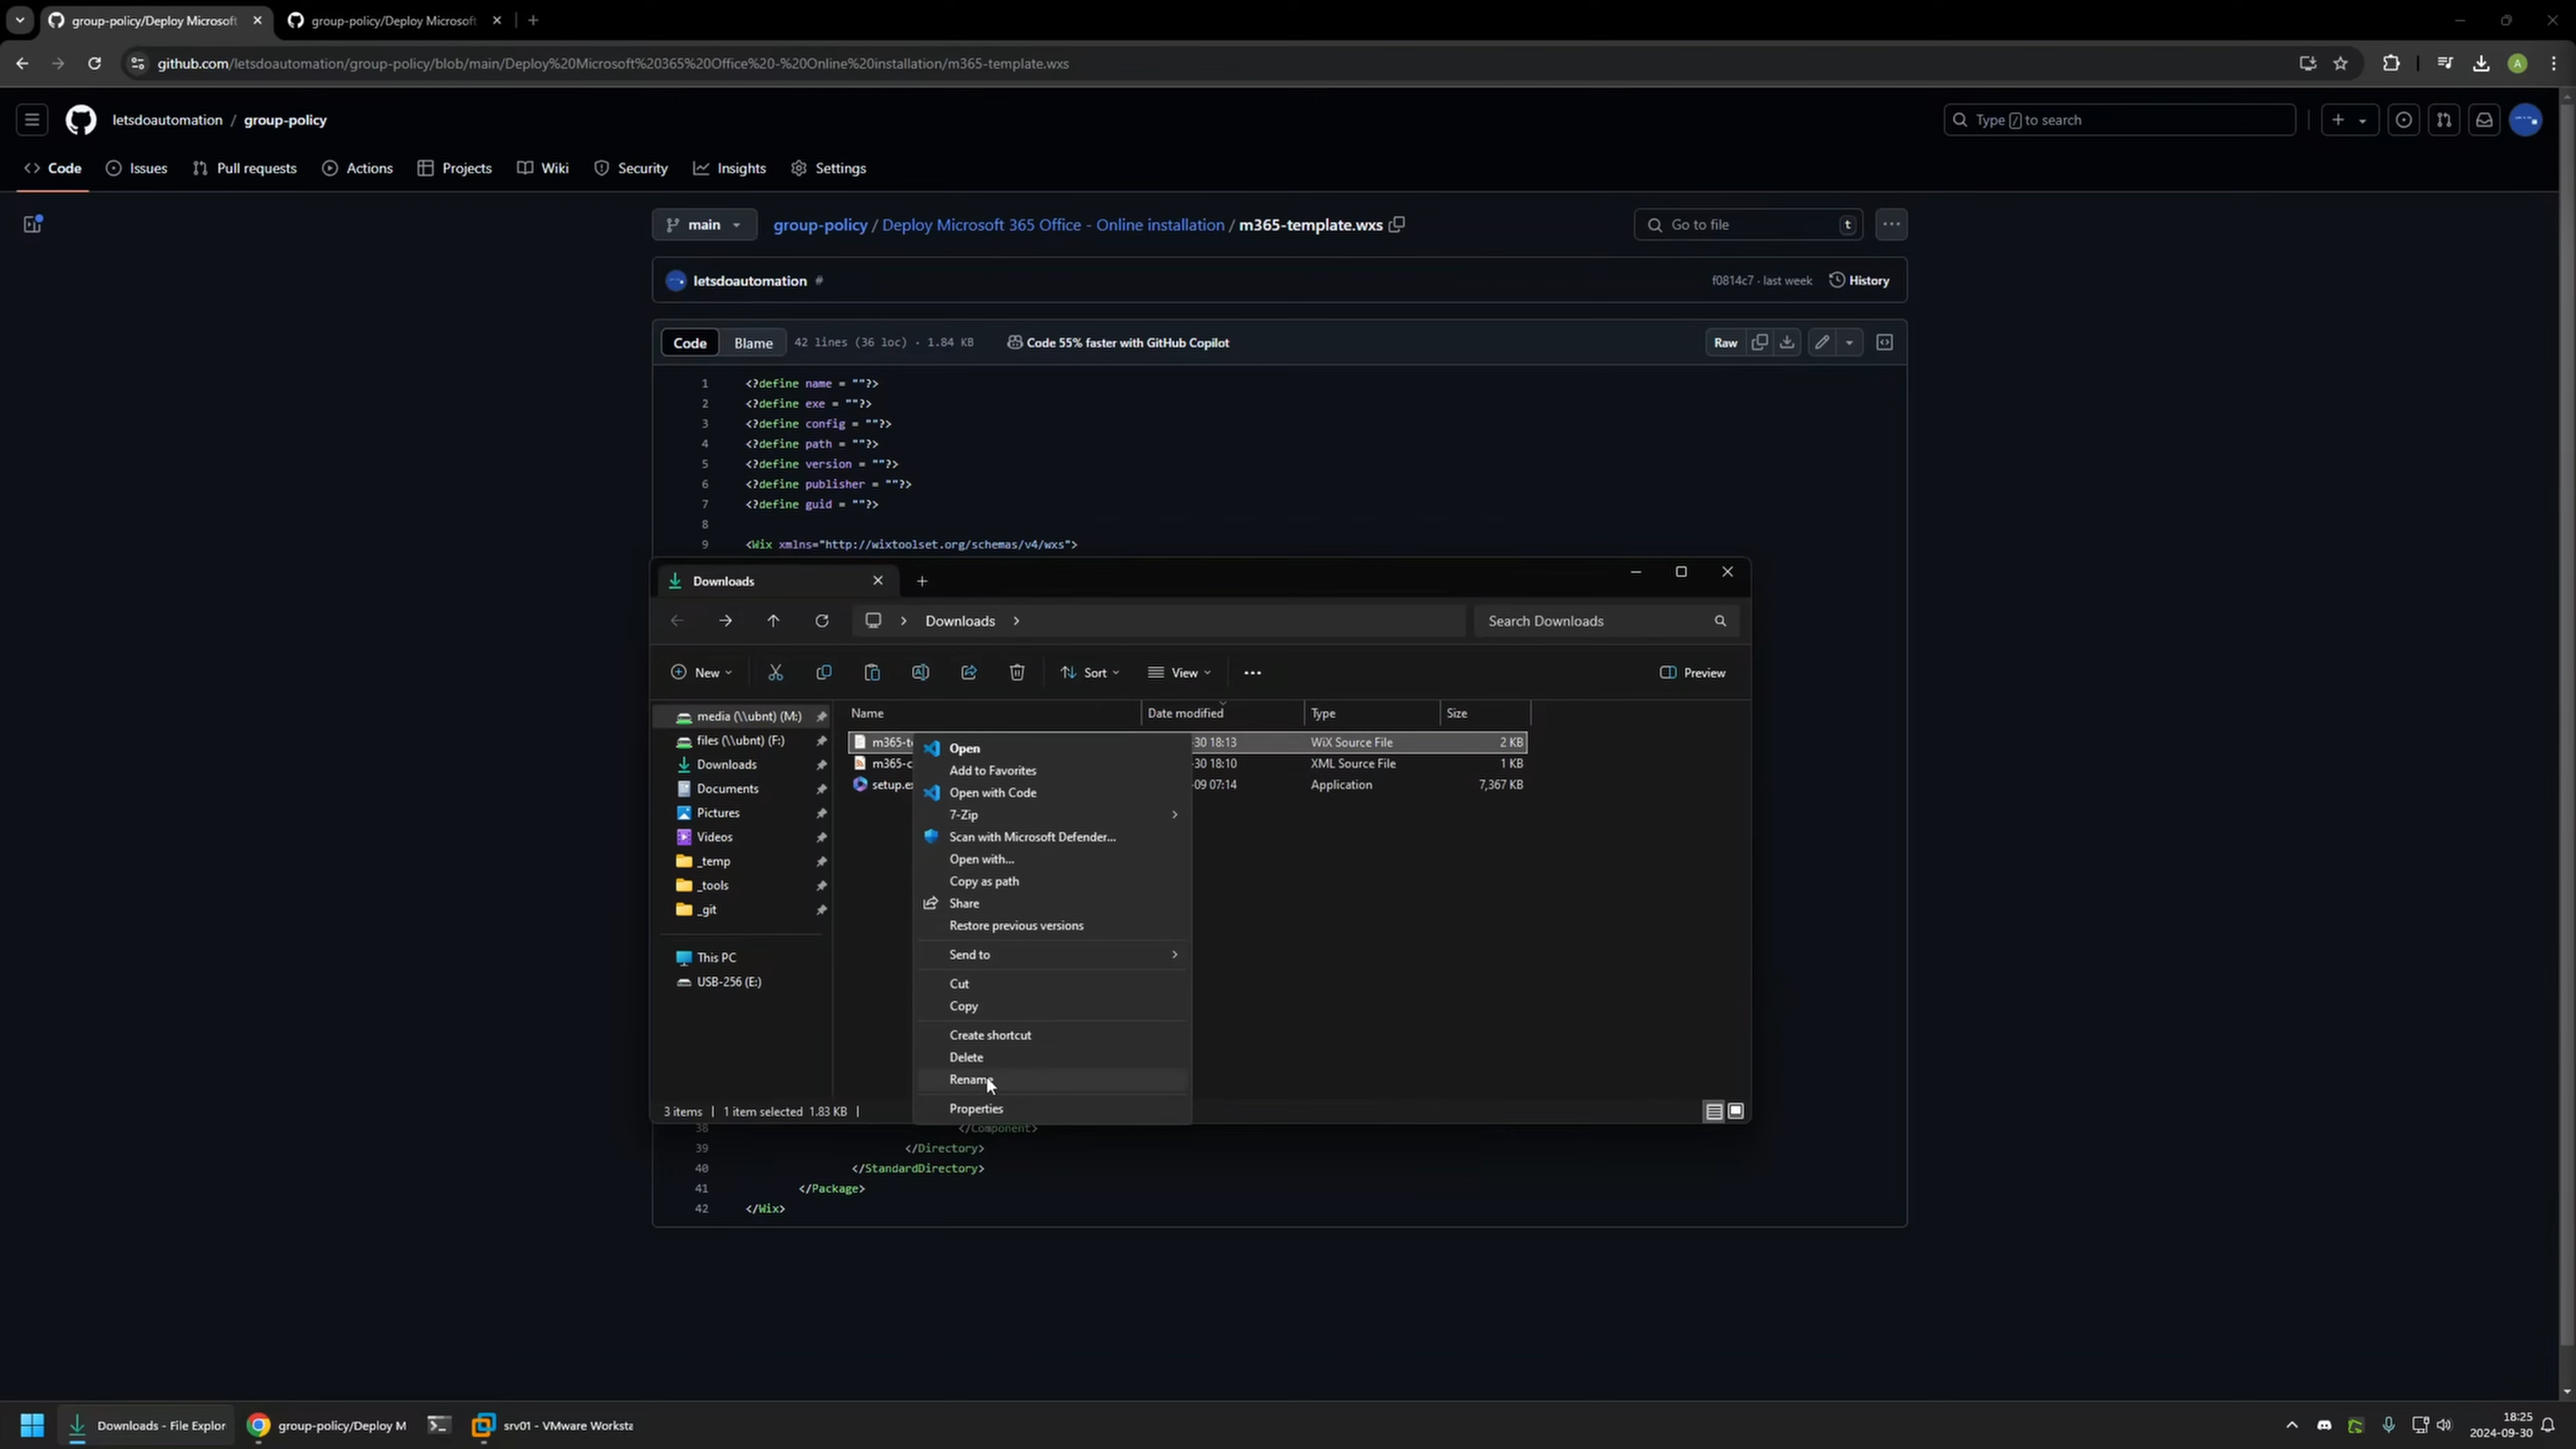 group-policy/Deploy Microsoft
group-policy/Deploy Microsoft
github.com/letsdoautomation/group-policy/blob/main/Deploy%20Microsoft%20365%20Office%20-%20Online%20installation/m365-template.wxs
A
letsdoautomation / group-policy
Type / to search
Code
Issues
Pull requests
Actions
Projects
Wiki
Security
Insights
Settings
main
group-policy / Deploy Microsoft 365 Office - Online installation / m365-template.wxs
Go to file
t
letsdoautomation #
f0814c7 · last week
History
Code
Blame
42 lines (36 loc) · 1.84 KB
Code 55% faster with GitHub Copilot
Raw
1 <?define name = ""?>
2 <?define exe = ""?>
3 <?define config = ""?>
4 <?define path = ""?>
5 <?define version = ""?>
6 <?define publisher = ""?>
7 <?define guid = ""?>
8
9 <Wix xmlns="http://wixtoolset.org/schemas/v4/wxs">
Downloads
Downloads
Search Downloads
New
Sort
View
Preview
media (\\ubnt) (M:)
files (\\ubnt) (F:)
Downloads
Documents
Pictures
Videos
_temp
_tools
_git
This PC
USB-256 (E:)
Name Date modified Type Size
m365-te -30 18:13 WiX Source File 2 KB
m365-c -30 18:10 XML Source File 1 KB
setup.ex -09 07:14 Application 7,367 KB
Open
Add to Favorites
Open with Code
7-Zip
Scan with Microsoft Defender...
Open with...
Copy as path
Share
Restore previous versions
Send to
Cut
Copy
Create shortcut
Delete
Rename
Properties
3 items | 1 item selected 1.83 KB |
38 </Component>
39 </Directory>
40 </StandardDirectory>
41 </Package>
42 </Wix>
Downloads - File Explor
group-policy/Deploy M
srv01 - VMware Worksta
18:25
2024-09-30